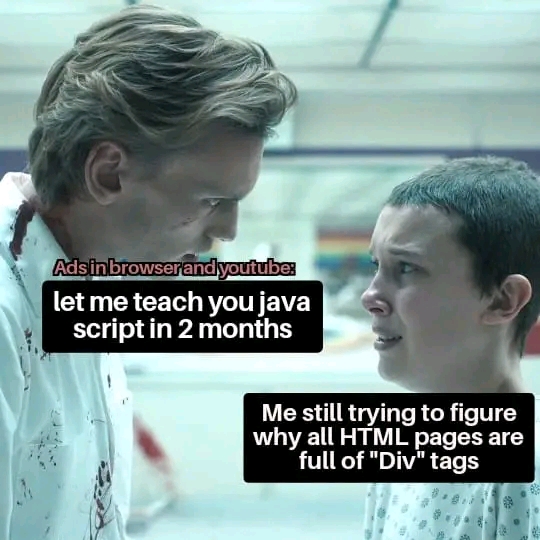 Ads in browser and youtube:
let me teach you java
script in 2 months
Me still trying to figure
why all HTML pages are
full of "Div" tags